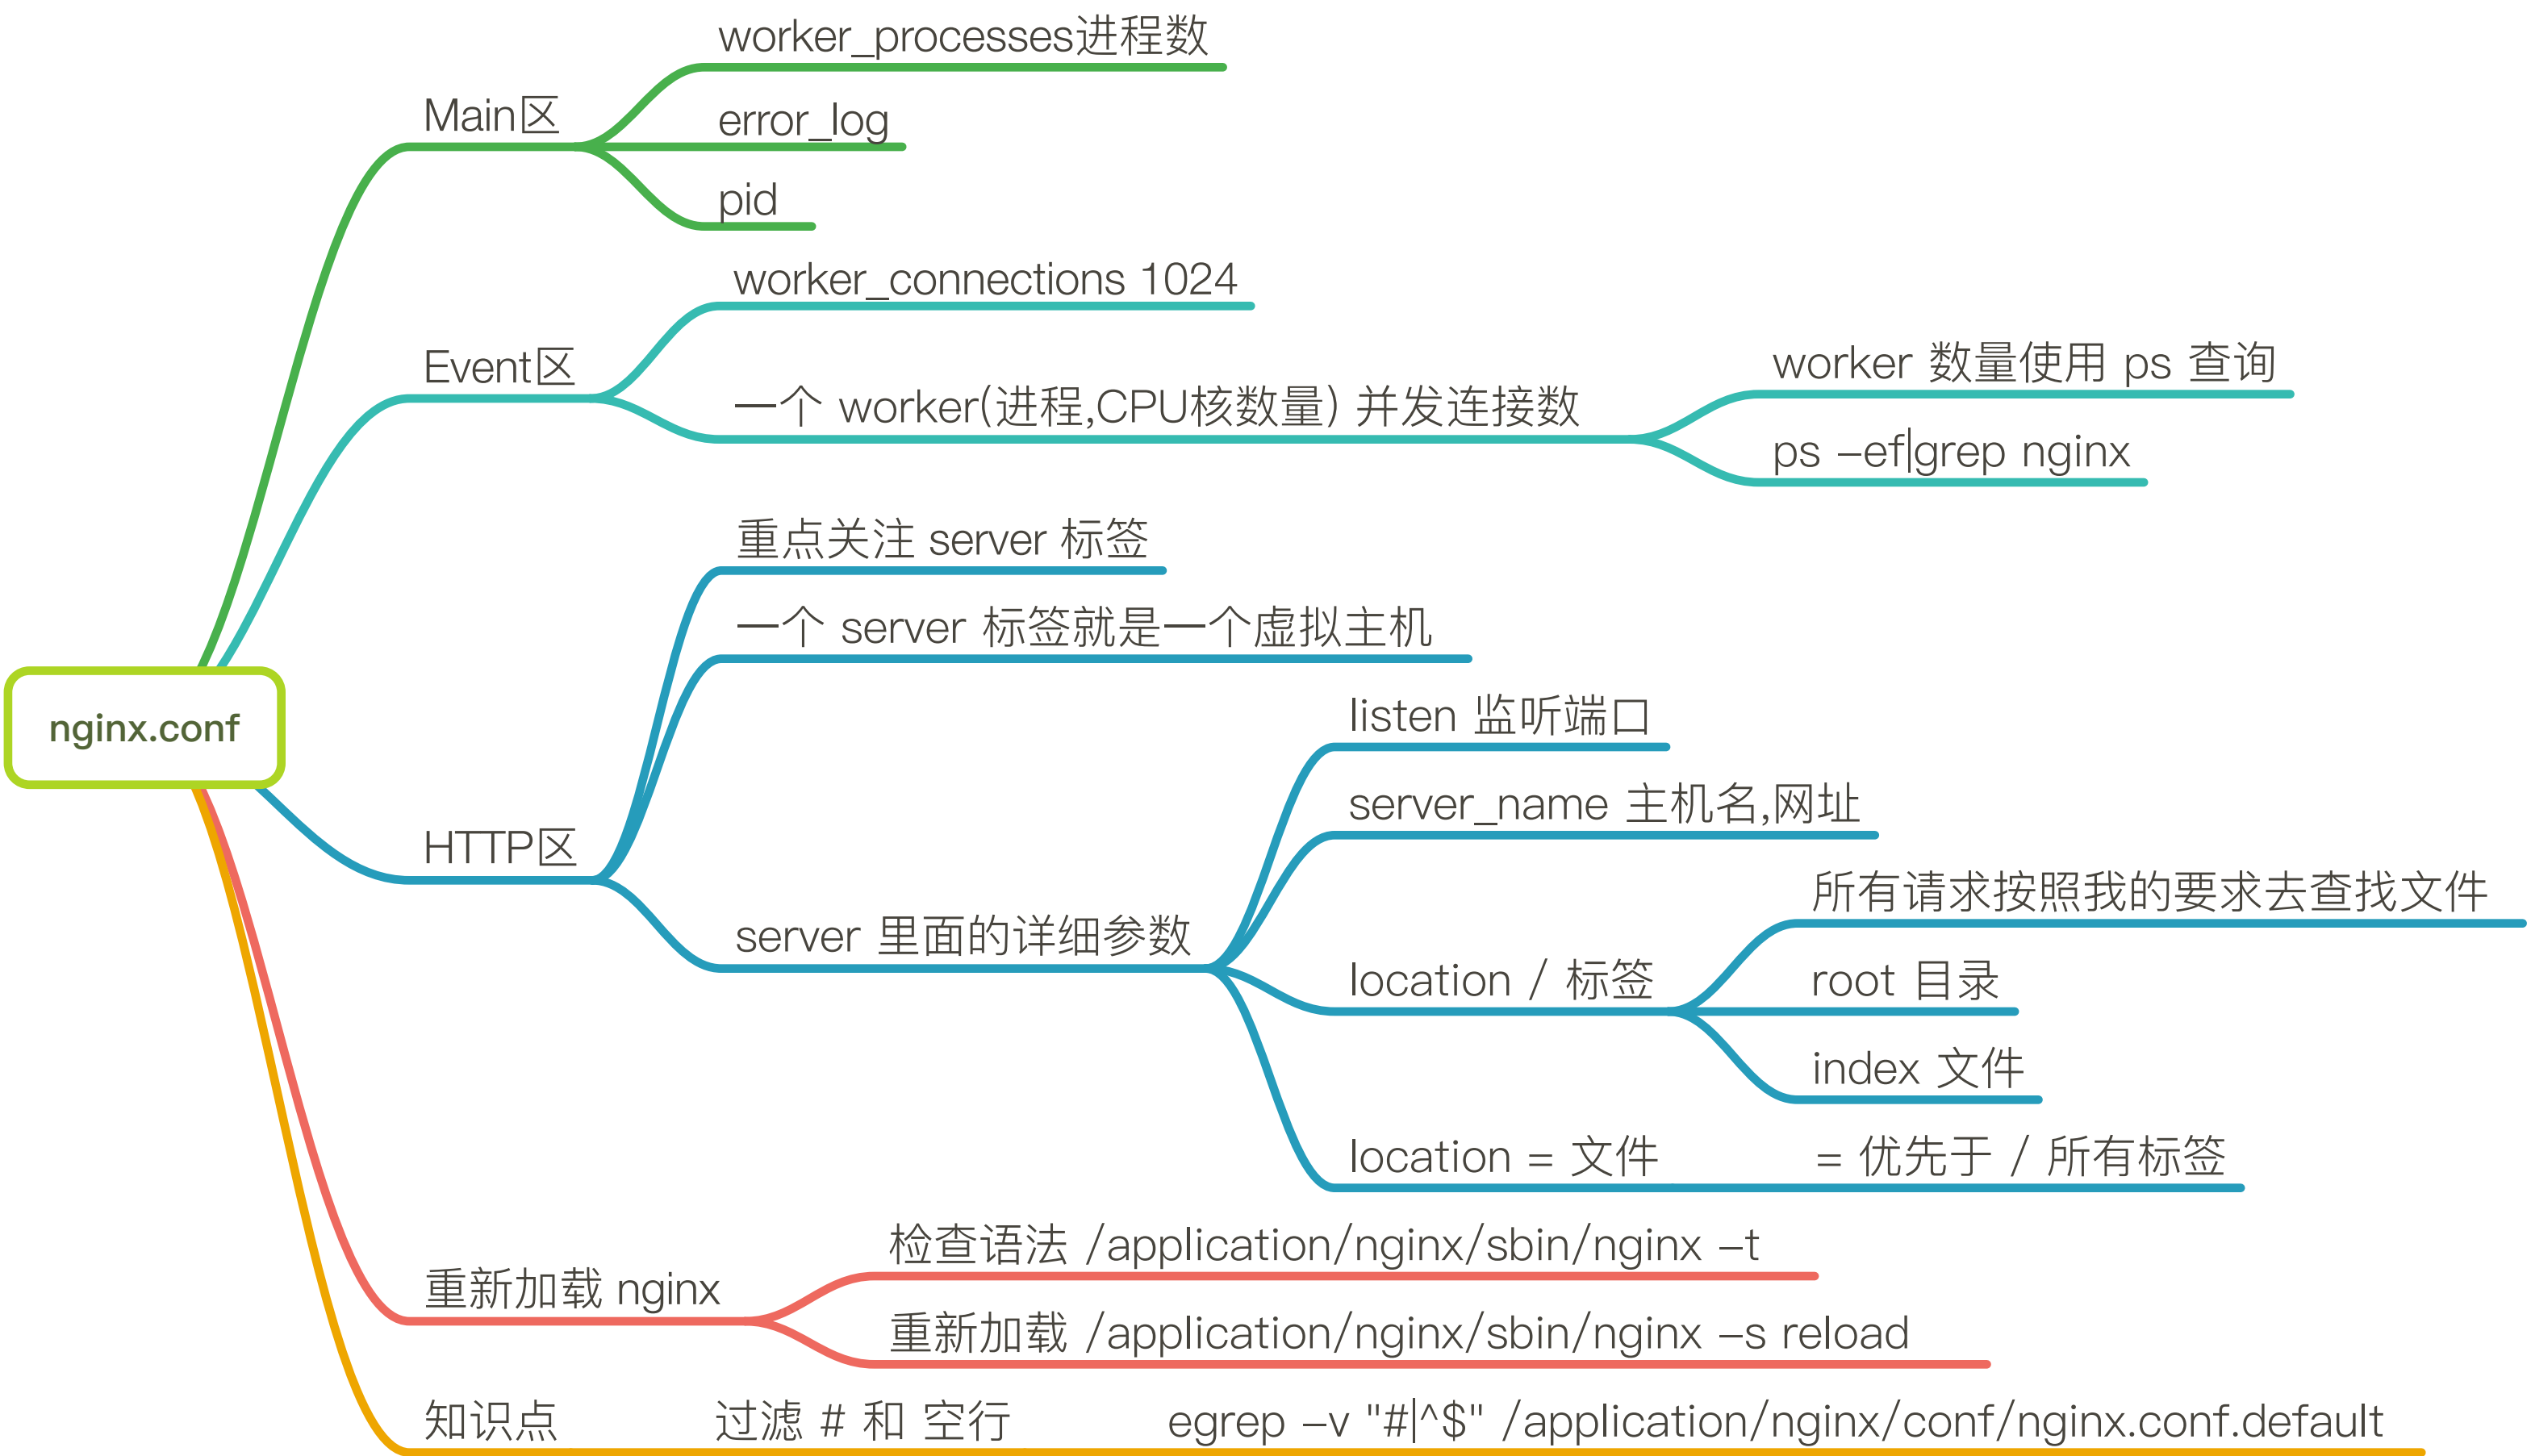 nginx.conf
Main区
worker_processes进程数
error_log
pid
Event区
worker_connections 1024
一个 worker(进程,CPU核数量) 并发连接数
worker 数量使用 ps 查询
ps -ef|grep nginx
HTTP区
重点关注 server 标签
一个 server 标签就是一个虚拟主机
server 里面的详细参数
listen 监听端口
server_name 主机名,网址
location / 标签
所有请求按照我的要求去查找文件
root 目录
index 文件
location = 文件
= 优先于 / 所有标签
重新加载 nginx
检查语法 /application/nginx/sbin/nginx -t
重新加载 /application/nginx/sbin/nginx -s reload
知识点
过滤 # 和 空行
egrep -v "#|^$" /application/nginx/conf/nginx.conf.default